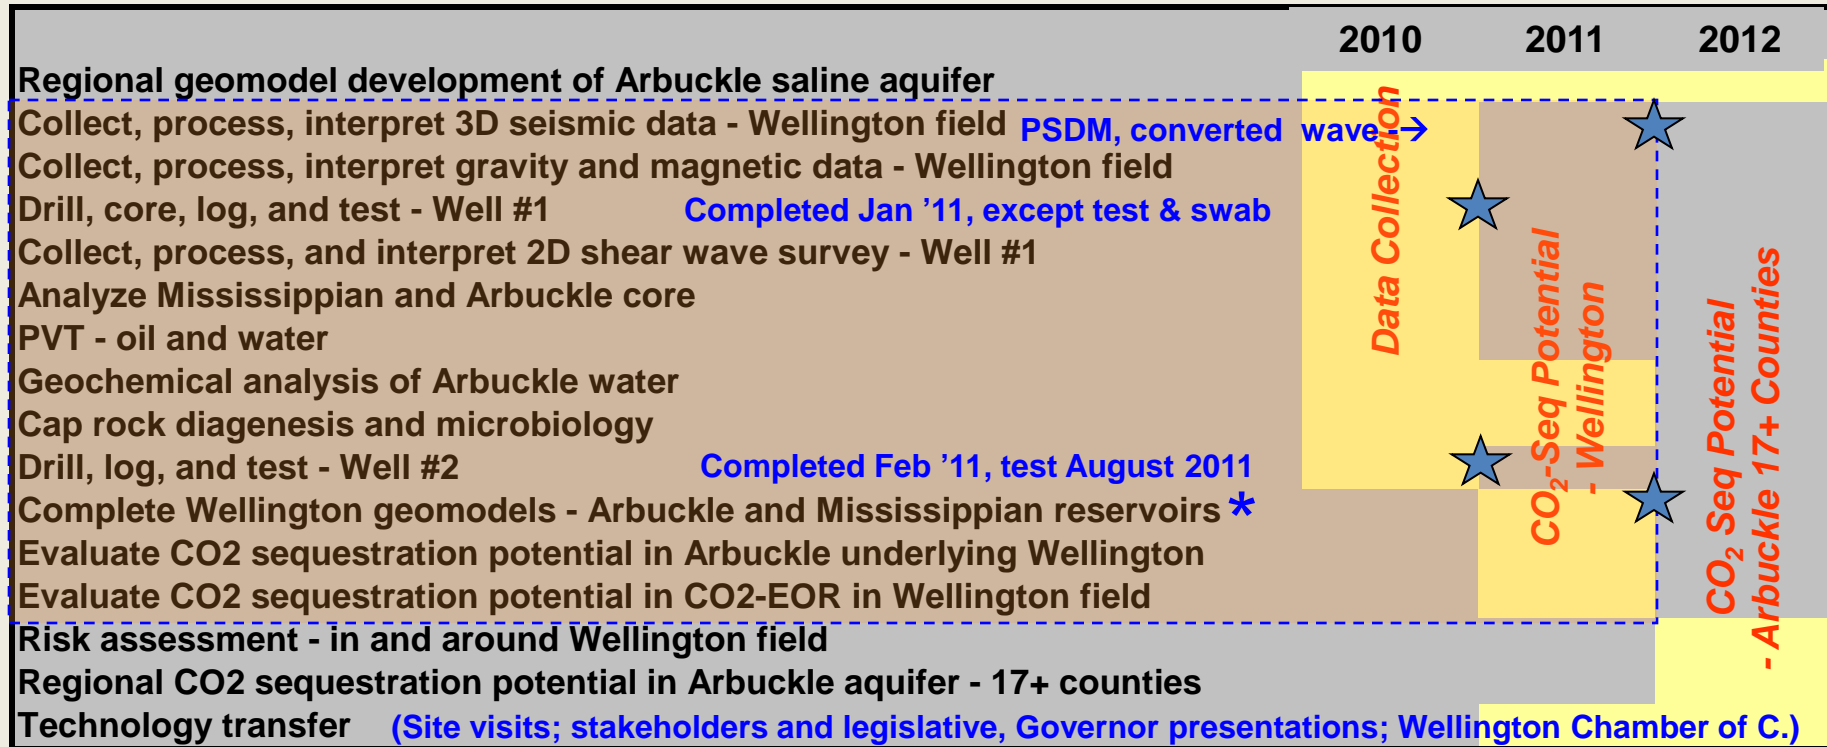 2010 2011 2012
Regional geomodel development of Arbuckle saline aquifer
Collect, process, interpret 3D seismic data - Wellington field PSDM, converted wave-→
Collect, process, interpret gravity and magnetic data - Wellington field
Drill, core, log, and test - Well #1 Completed Jan ’11, except test & swab
Collect, process, and interpret 2D shear wave survey - Well #1
Analyze Mississippian and Arbuckle core
PVT - oil and water
Geochemical analysis of Arbuckle water
Cap rock diagenesis and microbiology
Drill, log, and test - Well #2 Completed Feb ’11, test August 2011
Complete Wellington geomodels - Arbuckle and Mississippian reservoirs *
Evaluate CO2 sequestration potential in Arbuckle underlying Wellington
Evaluate CO2 sequestration potential in CO2-EOR in Wellington field
Risk assessment - in and around Wellington field
Regional CO2 sequestration potential in Arbuckle aquifer - 17+ counties
Technology transfer (Site visits; stakeholders and legislative, Governor presentations; Wellington Chamber of C.)
Data Collection
CO₂-Seq Potential
- Wellington
CO₂ Seq Potential
- Arbuckle 17+ Counties